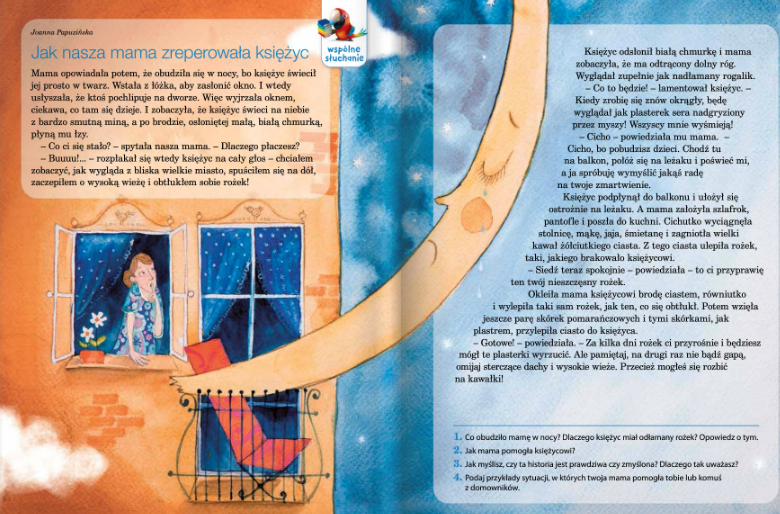 Joanna Papuzińska
wspólne
słuchanie
Jak nasza mama zreperowała księżyc
Mama opowiadała potem, że obudziła się w nocy, bo księżyc świecił
jej prosto w twarz. Wstała z łóżka, aby zasłonić okno. I wtedy
usłyszała, że ktoś pochlipuje na dworze. Więc wyjrzała oknem,
ciekawa, co tam się dzieje. I zobaczyła, że księżyc świeci na niebie
z bardzo smutną miną, a po brodzie, osłoniętej małą, białą chmurką,
płyną mu łzy.
– Co ci się stało? – spytała nasza mama. – Dlaczego płaczesz?
– Buuuu!... – rozpłakał się wtedy księżyc na cały głos – chciałem
zobaczyć, jak wygląda z bliska wielkie miasto, spuściłem się na dół,
zaczepiłem o wysoką wieżę i obtłukłem sobie rożek!
Księżyc odsłonił białą chmurkę i mama
zobaczyła, że ma odtrącony dolny róg.
Wyglądał zupełnie jak nadłamany rogalik.
– Co to będzie! – lamentował księżyc. –
Kiedy zrobię się znów okrągły, będę
wyglądał jak plasterek sera nadgryziony
przez myszy! Wszyscy mnie wyśmieją!
– Cicho – powiedziała mu mama. –
Cicho, bo pobudzisz dzieci. Chodź tu
na balkon, połóż się na leżaku i poświeć mi,
a ja spróbuję wymyślić jakąś radę
na twoje zmartwienie.
Księżyc podpłynął do balkonu i ułożył się
ostrożnie na leżaku. A mama założyła szlafrok,
pantofle i poszła do kuchni. Cichutko wyciągnęła
stolnicę, mąkę, jaja, śmietanę i zagniotła wielki
kawał żółciutkiego ciasta. Z tego ciasta ulepiła rożek,
taki, jakiego brakowało księżycowi.
– Siedź teraz spokojnie – powiedziała – to ci przyprawię
ten twój nieszczęsny rożek.
Okleiła mama księżycowi brodę ciastem, równiutko
i wylepiła taki sam rożek, jak ten, co się obtłukł. Potem wzięła
jeszcze parę skórek pomarańczowych i tymi skórkami, jak
plastrem, przylepiła ciasto do księżyca.
– Gotowe! – powiedziała. – Za kilka dni rożek ci przyrośnie i będziesz
mógł te plasterki wyrzucić. Ale pamiętaj, na drugi raz nie bądź gapą,
omijaj sterczące dachy i wysokie wieże. Przecież mogłeś się rozbić
na kawałki!
1. Co obudziło mamę w nocy? Dlaczego księżyc miał odłamany rożek? Opowiedz o tym.
2. Jak mama pomogła księżycowi?
3. Jak myślisz, czy ta historia jest prawdziwa czy zmyślona? Dlaczego tak uważasz?
4. Podaj przykłady sytuacji, w których twoja mama pomogła tobie lub komuś
z domowników.